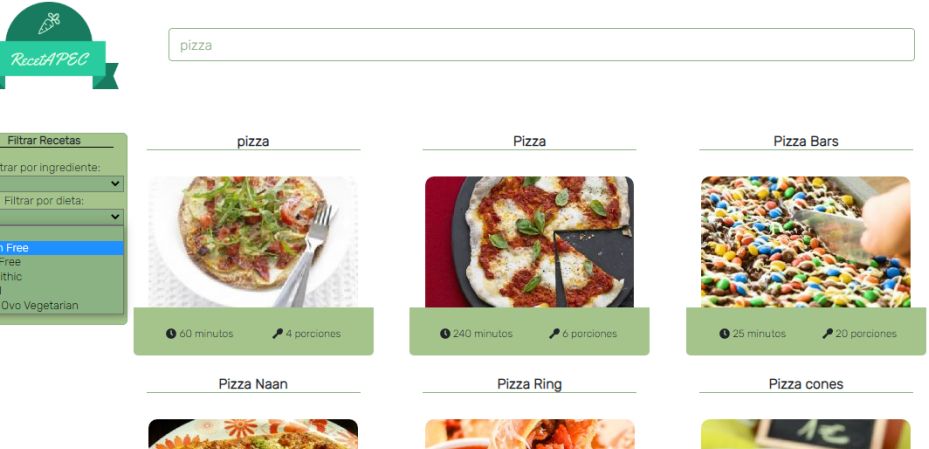 RecetAPEC
pizza
Filtrar Recetas
trar por ingrediente:
Filtrar por dieta:
Free
Free
Ovo Vegetarian
pizza
Pizza
Pizza Bars
60 minutos
4 porciones
240 minutos
6 porciones
25 minutos
20 porciones
Pizza Naan
Pizza Ring
Pizza cones